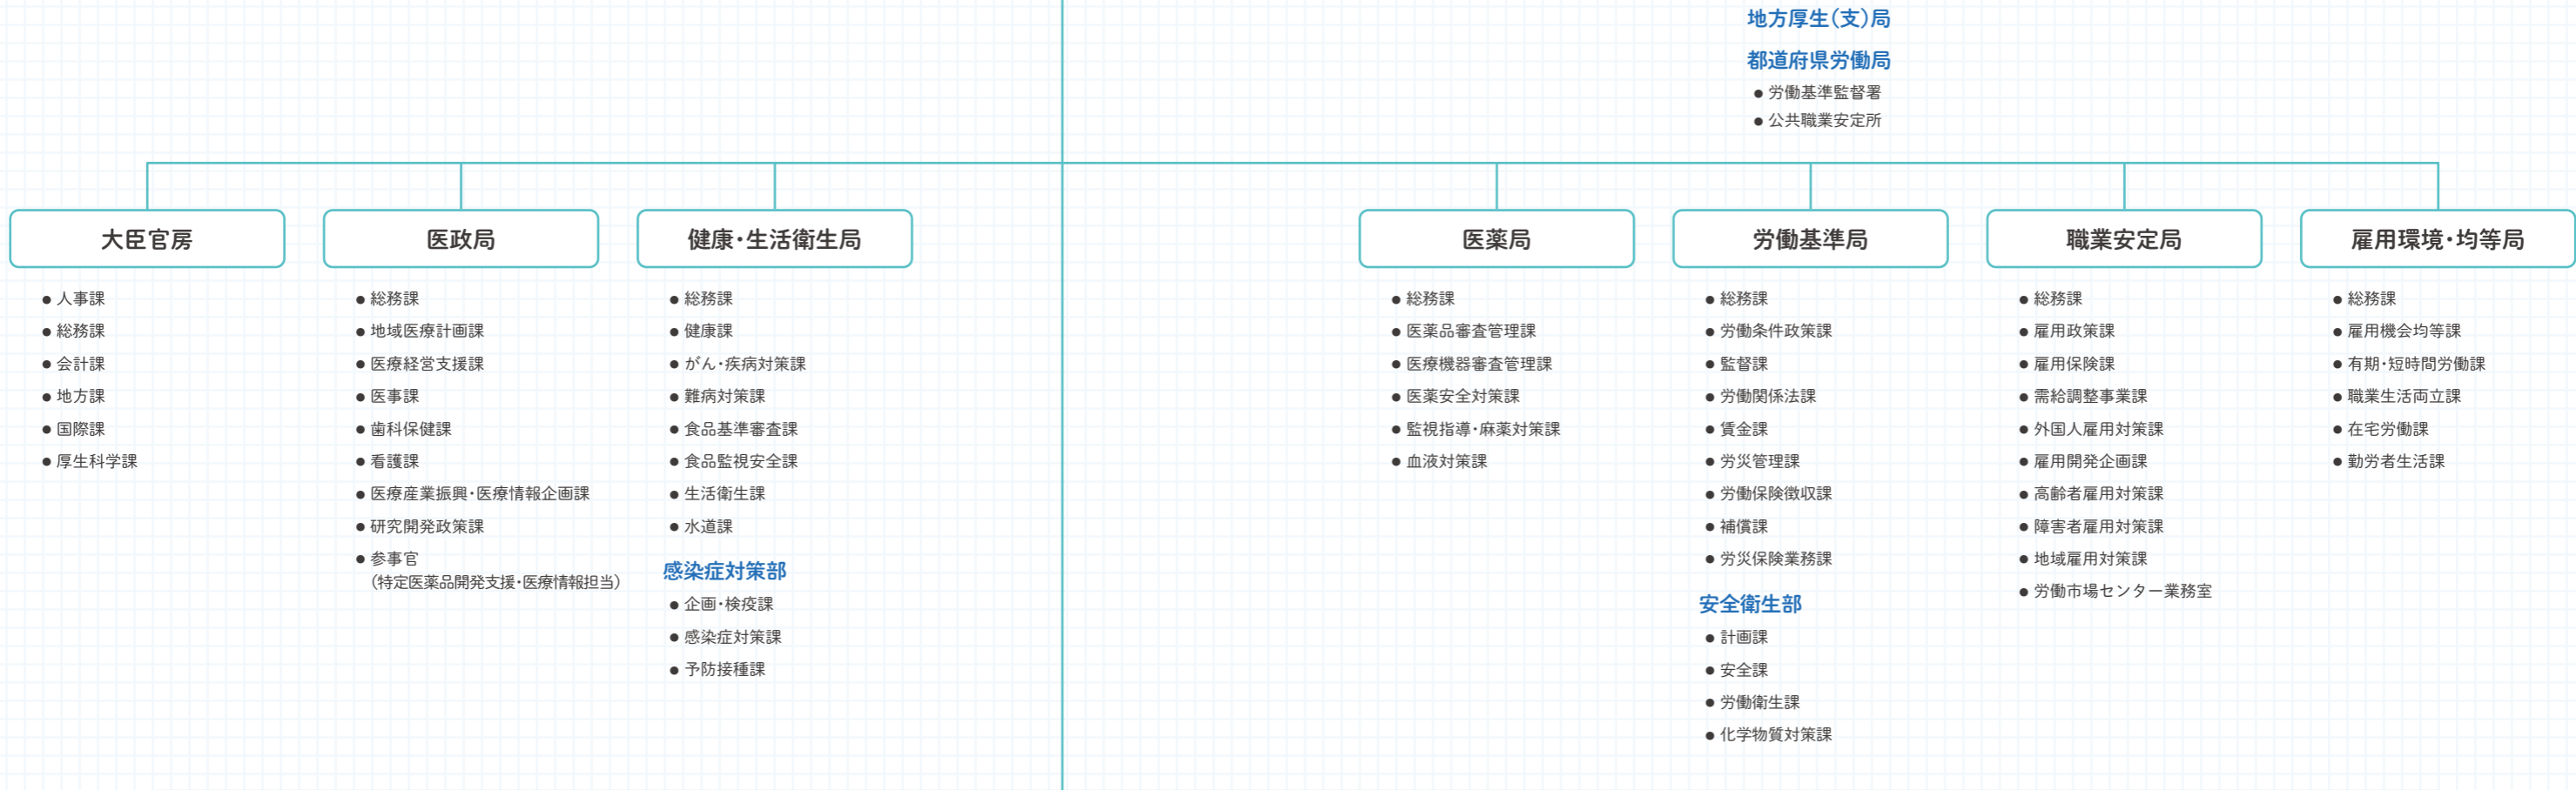 地方厚生（支）局
都道府県労働局
● 労働基準監督署
● 公共職業安定所
大臣官房
● 人事課
● 総務課
● 会計課
● 地方課
● 国際課
● 厚生科学課
医政局
● 総務課
● 地域医療計画課
● 医療経営支援課
● 医事課
● 歯科保健課
● 看護課
● 医療産業振興・医療情報企画課
● 研究開発政策課
● 参事官
（特定医薬品開発支援・医療情報担当）
健康・生活衛生局
● 総務課
● 健康課
● がん・疾病対策課
● 難病対策課
● 食品基準審査課
● 食品監視安全課
● 生活衛生課
● 水道課
感染症対策部
● 企画・検疫課
● 感染症対策課
● 予防接種課
医薬局
● 総務課
● 医薬品審査管理課
● 医療機器審査管理課
● 医薬安全対策課
● 監視指導・麻薬対策課
● 血液対策課
労働基準局
● 総務課
● 労働条件政策課
● 監督課
● 労働関係法課
● 賃金課
● 労災管理課
● 労働保険徴収課
● 補償課
● 労災保険業務課
安全衛生部
● 計画課
● 安全課
● 労働衛生課
● 化学物質対策課
職業安定局
● 総務課
● 雇用政策課
● 雇用保険課
● 需給調整事業課
● 外国人雇用対策課
● 雇用開発企画課
● 高齢者雇用対策課
● 障害者雇用対策課
● 地域雇用対策課
● 労働市場センター業務室
雇用環境・均等局
● 総務課
● 雇用機会均等課
● 有期・短時間労働課
● 職業生活両立課
● 在宅労働課
● 勤労者生活課